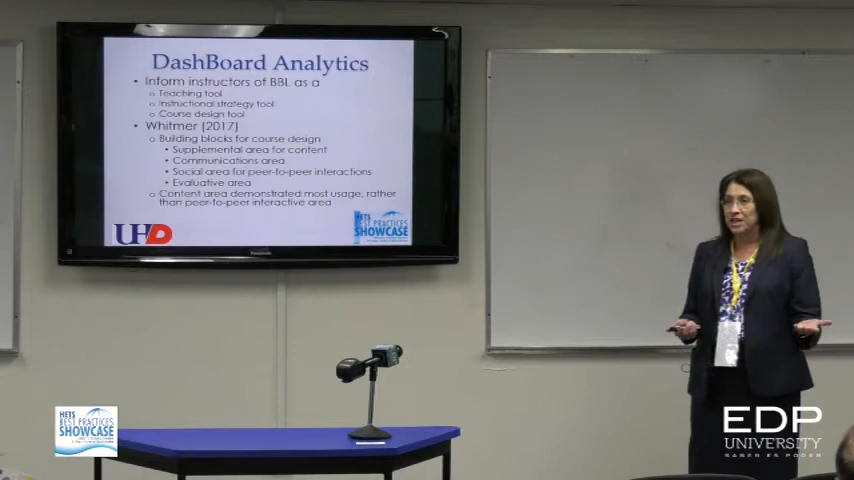 DashBoard Analytics
• Inform instructors of BBL as a
o Teaching tool
o Instructional strategy tool
o Course design tool
• Whitmer (2017)
o Building blocks for course design
• Supplemental area for content
• Communications area
• Social area for peer-to-peer interactions
• Evaluative area
o Content area demonstrated most usage, rather
than peer-to-peer interactive area
UHD
HETS
BEST PRACTICES
SHOWCASE
HETS
BEST PRACTICES
SHOWCASE
EDP
UNIVERSITY
SABER ES PODER